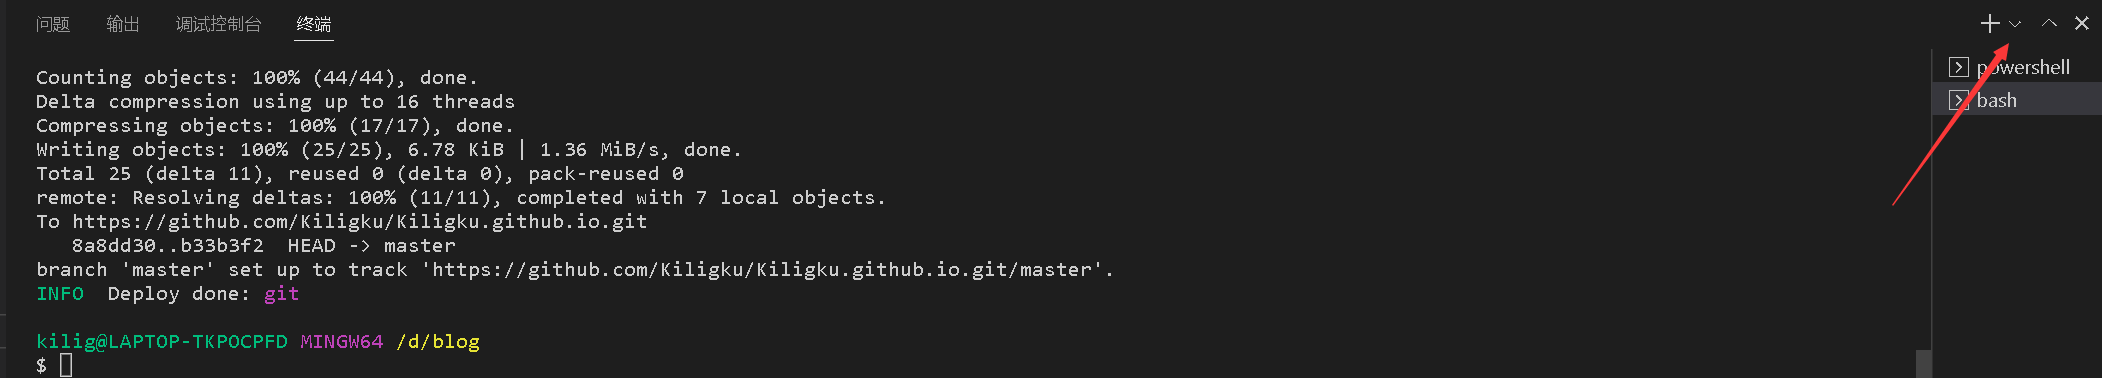 问题 输出 调试控制台 终端
Counting objects: 100% (44/44), done.
Delta compression using up to 16 threads
Compressing objects: 100% (17/17), done.
Writing objects: 100% (25/25), 6.78 KiB | 1.36 MiB/s, done.
Total 25 (delta 11), reused 0 (delta 0), pack-reused 0
remote: Resolving deltas: 100% (11/11), completed with 7 local objects.
To https://github.com/Kiligku/Kiligku.github.io.git
   8a8dd30..b33b3f2  HEAD -> master
branch 'master' set up to track 'https://github.com/Kiligku/Kiligku.github.io.git/master'.
INFO  Deploy done: git
kilig@LAPTOP-TKPOCPFD MINGW64 /d/blog
$
powershell
bash